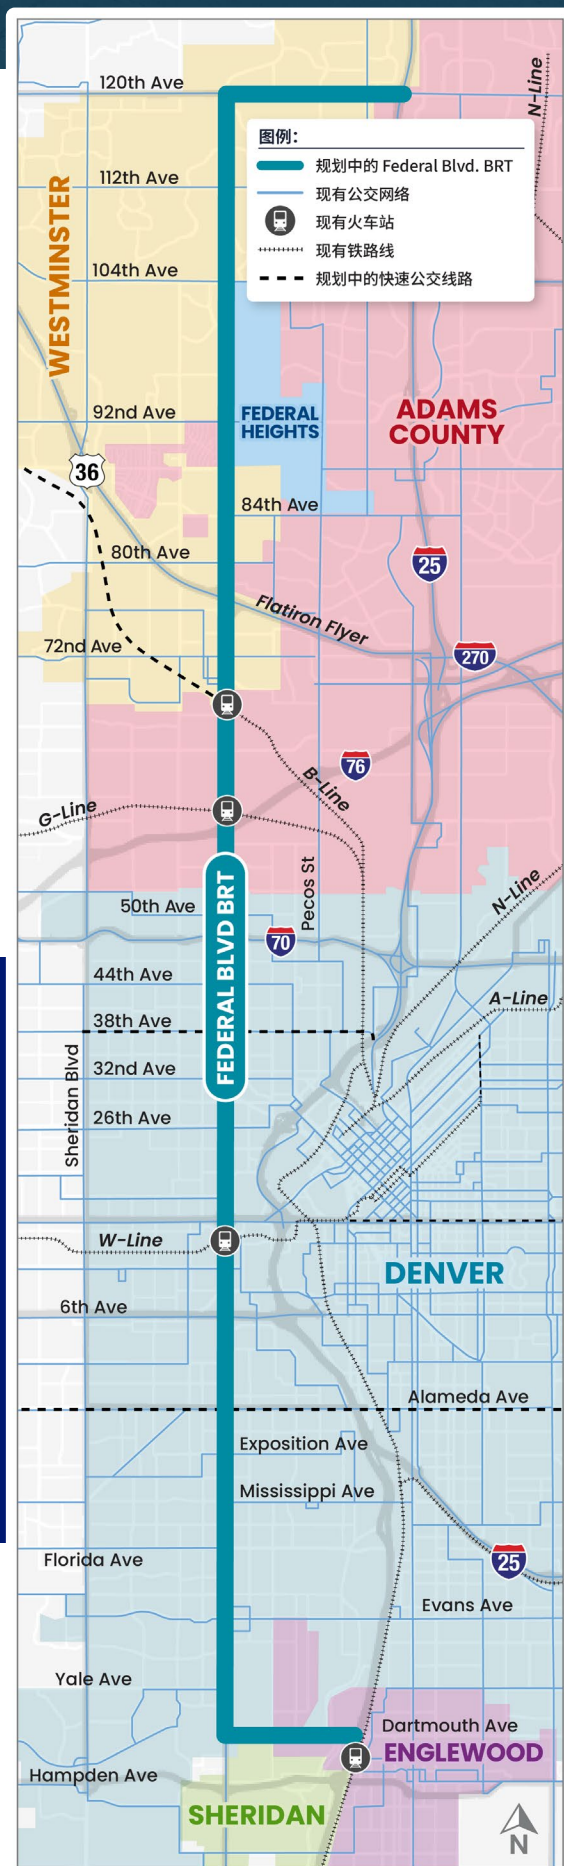 120th Ave
N-Line
图例：
规划中的 Federal Blvd. BRT
现有公交网络
现有火车站
现有铁路线
规划中的快速公交线路
112th Ave
WESTMINSTER
104th Ave
92nd Ave
FEDERAL
HEIGHTS
ADAMS
COUNTY
36
84th Ave
80th Ave
25
Flatiron Flyer
72nd Ave
270
76
B-Line
G-Line
Pecos St
50th Ave
N-Line
FEDERAL BLVD BRT
70
44th Ave
A-Line
38th Ave
Sheridan Blvd
32nd Ave
26th Ave
W-Line
DENVER
6th Ave
Alameda Ave
Exposition Ave
Mississippi Ave
Florida Ave
25
Evans Ave
Yale Ave
Dartmouth Ave
ENGLEWOOD
Hampden Ave
SHERIDAN
N